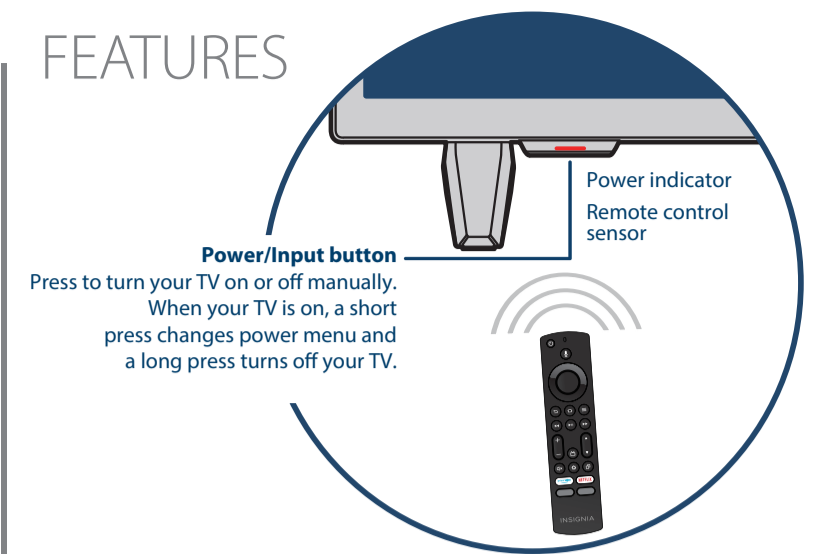 FEATURES
Power indicator
Remote control
sensor
Power/Input button
Press to turn your TV on or off manually.
When your TV is on, a short
press changes power menu and
a long press turns off your TV.
NETFLIX
INSIGNIA